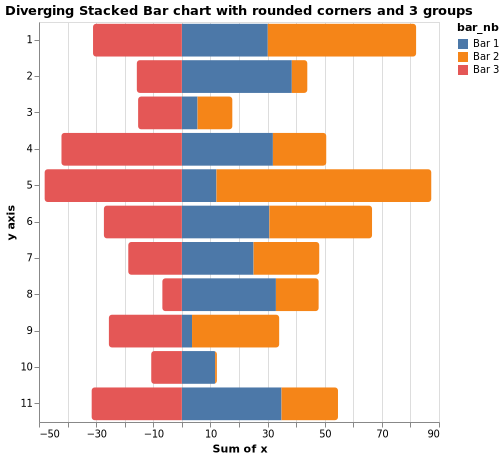 Diverging Stacked Bar chart with rounded corners and 3 groups
bar_nb
Bar 1
Bar 2
Bar 3
y axis
1
2
3
4
5
6
7
8
9
10
11
−50 −30 −10 10 30 50 70 90
Sum of x